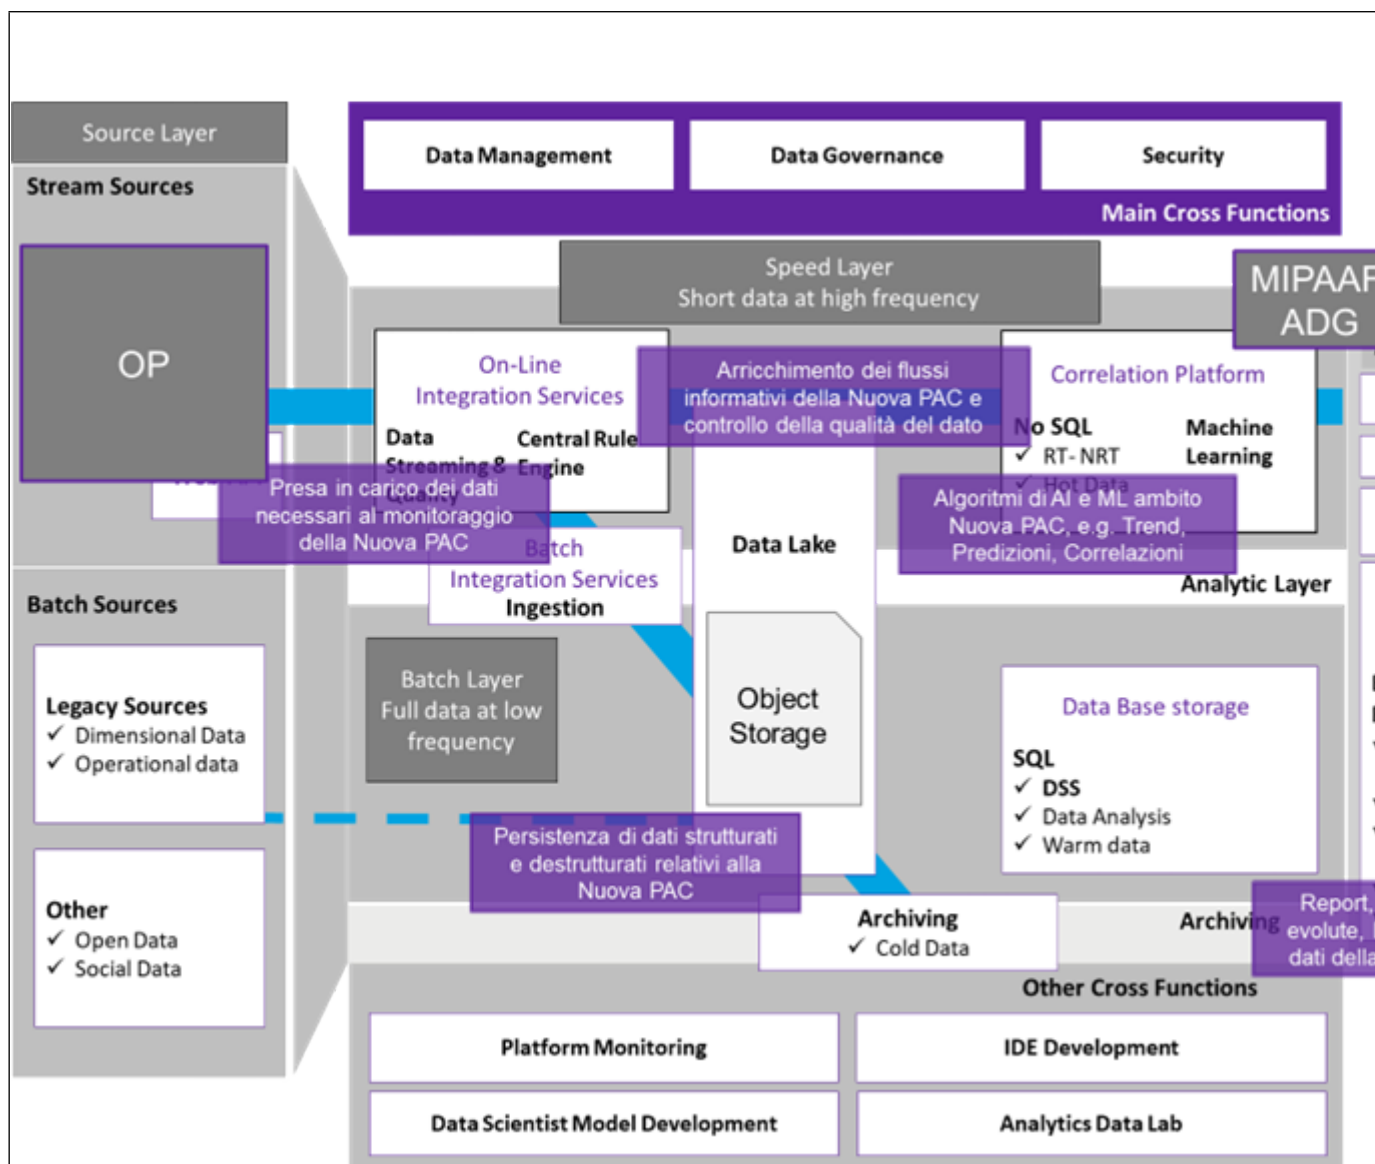 Source Layer
Stream Sources
OP
Batch Sources
Legacy Sources
✓ Dimensional Data
✓ Operational data
Other
✓ Open Data
✓ Social Data
Data Management
Data Governance
Security
Main Cross Functions
Speed Layer
Short data at high frequency
MIPAAF
ADG
On-Line
Integration Services
Data
Streaming &
Quality
Central Rule
Engine
Presa in carico dei dati
necessari al monitoraggio
della Nuova PAC
Arricchimento dei flussi
informativi della Nuova PAC e
controllo della qualità del dato
Correlation Platform
No SQL
✓ RT- NRT
✓ Hot Data
Machine
Learning
Algoritmi di AI e ML ambito
Nuova PAC, e.g. Trend,
Predizioni, Correlazioni
Batch
Integration Services
Ingestion
Data Lake
Analytic Layer
Batch Layer
Full data at low
frequency
Object
Storage
Data Base storage
SQL
✓ DSS
✓ Data Analysis
✓ Warm data
Persistenza di dati strutturati
e destrutturati relativi alla
Nuova PAC
Archiving
✓ Cold Data
Archiving
Report,
evolute,
dati della
Other Cross Functions
Platform Monitoring
IDE Development
Data Scientist Model Development
Analytics Data Lab